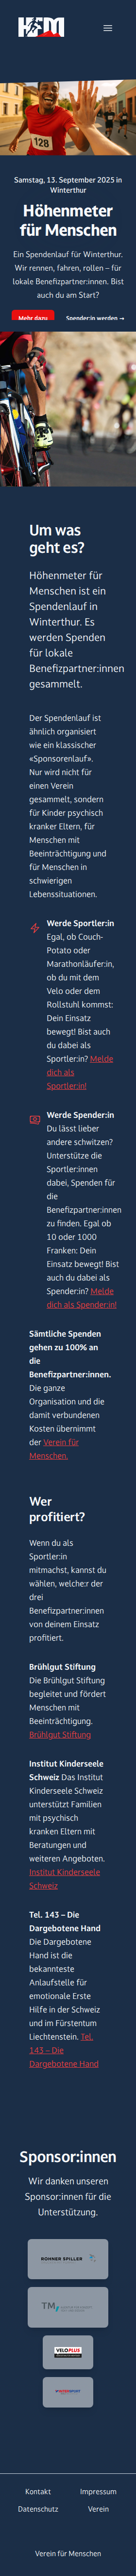 HFM
128
Samstag, 13. September 2025 in
Winterthur
Höhenmeter
für Menschen
Ein Spendenlauf für Winterthur.
Wir rennen, fahren, rollen – für
lokale Benefizpartner:innen. Bist
auch du am Start?
Mehr dazu
Spender:in werden →
Um was
geht es?
Höhenmeter für
Menschen ist ein
Spendenlauf in
Winterthur. Es
werden Spenden
für lokale
Benefizpartner:innen
gesammelt.
Der Spendenlauf ist
ähnlich organisiert
wie ein klassischer
«Sponsorenlauf».
Nur wird nicht für
einen Verein
gesammelt, sondern
für Kinder psychisch
kranker Eltern, für
Menschen mit
Beeinträchtigung und
für Menschen in
schwierigen
Lebenssituationen.
Werde Sportler:in
Egal, ob Couch-
Potato oder
Marathonläufer:in,
ob du mit dem
Velo oder dem
Rollstuhl kommst:
Dein Einsatz
bewegt! Bist auch
du dabei als
Sportler:in? Melde
dich als
Sportler:in!
Werde Spender:in
Du lässt lieber
andere schwitzen?
Unterstütze die
Sportler:innen
dabei, Spenden für
die
Benefizpartner:innen
zu finden. Egal ob
10 oder 1000
Franken: Dein
Einsatz bewegt! Bist
auch du dabei als
Spender:in? Melde
dich als Spender:in!
Sämtliche Spenden
gehen zu 100% an
die
Benefizpartner:innen.
Die ganze
Organisation und die
damit verbundenen
Kosten übernimmt
der Verein für
Menschen.
Wer
profitiert?
Wenn du als
Sportler:in
mitmachst, kannst du
wählen, welche:r der
drei
Benefizpartner:innen
von deinem Einsatz
profitiert.
Brühlgut Stiftung
Die Brühlgut Stiftung
begleitet und fördert
Menschen mit
Beeinträchtigung.
Brühlgut Stiftung
Institut Kinderseele
Schweiz Das Institut
Kinderseele Schweiz
unterstützt Familien
mit psychisch
kranken Eltern mit
Beratungen und
weiteren Angeboten.
Institut Kinderseele
Schweiz
Tel. 143 – Die
Dargebotene Hand
Die Dargebotene
Hand ist die
bekannteste
Anlaufstelle für
emotionale Erste
Hilfe in der Schweiz
und im Fürstentum
Liechtenstein. Tel.
143 – Die
Dargebotene Hand
Sponsor:innen
Wir danken unseren
Sponsor:innen für die
Unterstützung.
ROHNER SPILLER
TM
VELOPLUS
Kontakt
Impressum
Datenschutz
Verein
Verein für Menschen